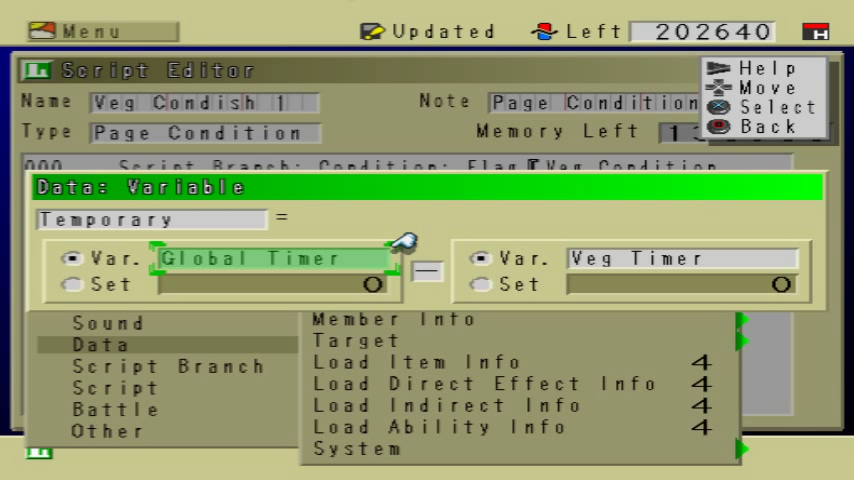 Menu Updated Left 202640
Script Editor
Help
Move
Select
Back
Name Veg Condish 1 Note Page Condition
Type Page Condition Memory Left
000 Script Branch: Condition: Flag Veg Condition
Data: Variable
Temporary =
Var. Global Timer — Var. Veg Timer
Set 0 Set 0
Sound
Data
Script Branch
Script
Battle
Other
Member Info
Target
Load Item Info 4
Load Direct Effect Info 4
Load Indirect Info 4
Load Ability Info 4
System